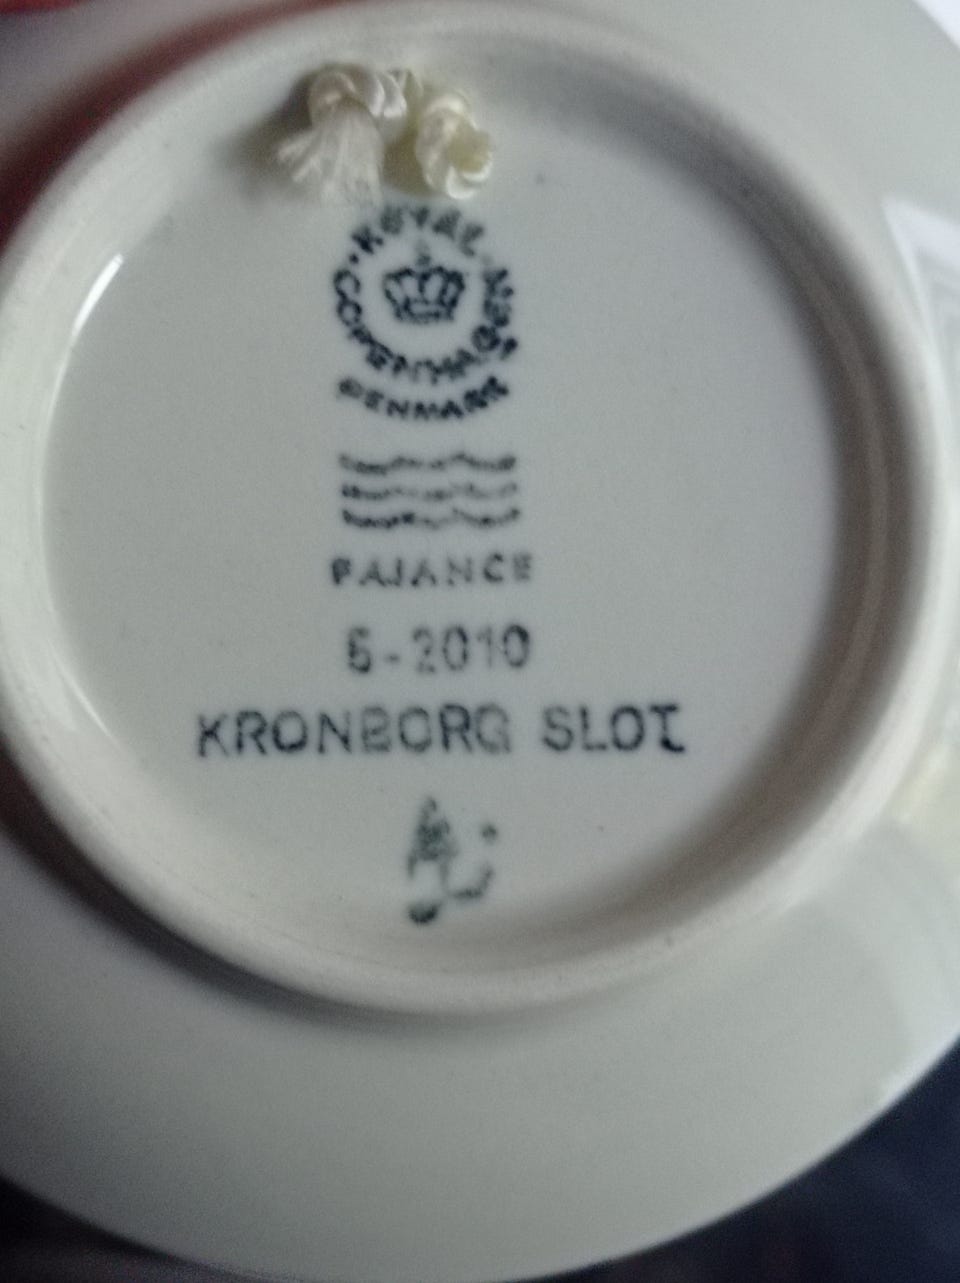 ROYAL
COPENHAGEN
DENMARK
FAJANCE
5-2010
KRONBORG SLOT